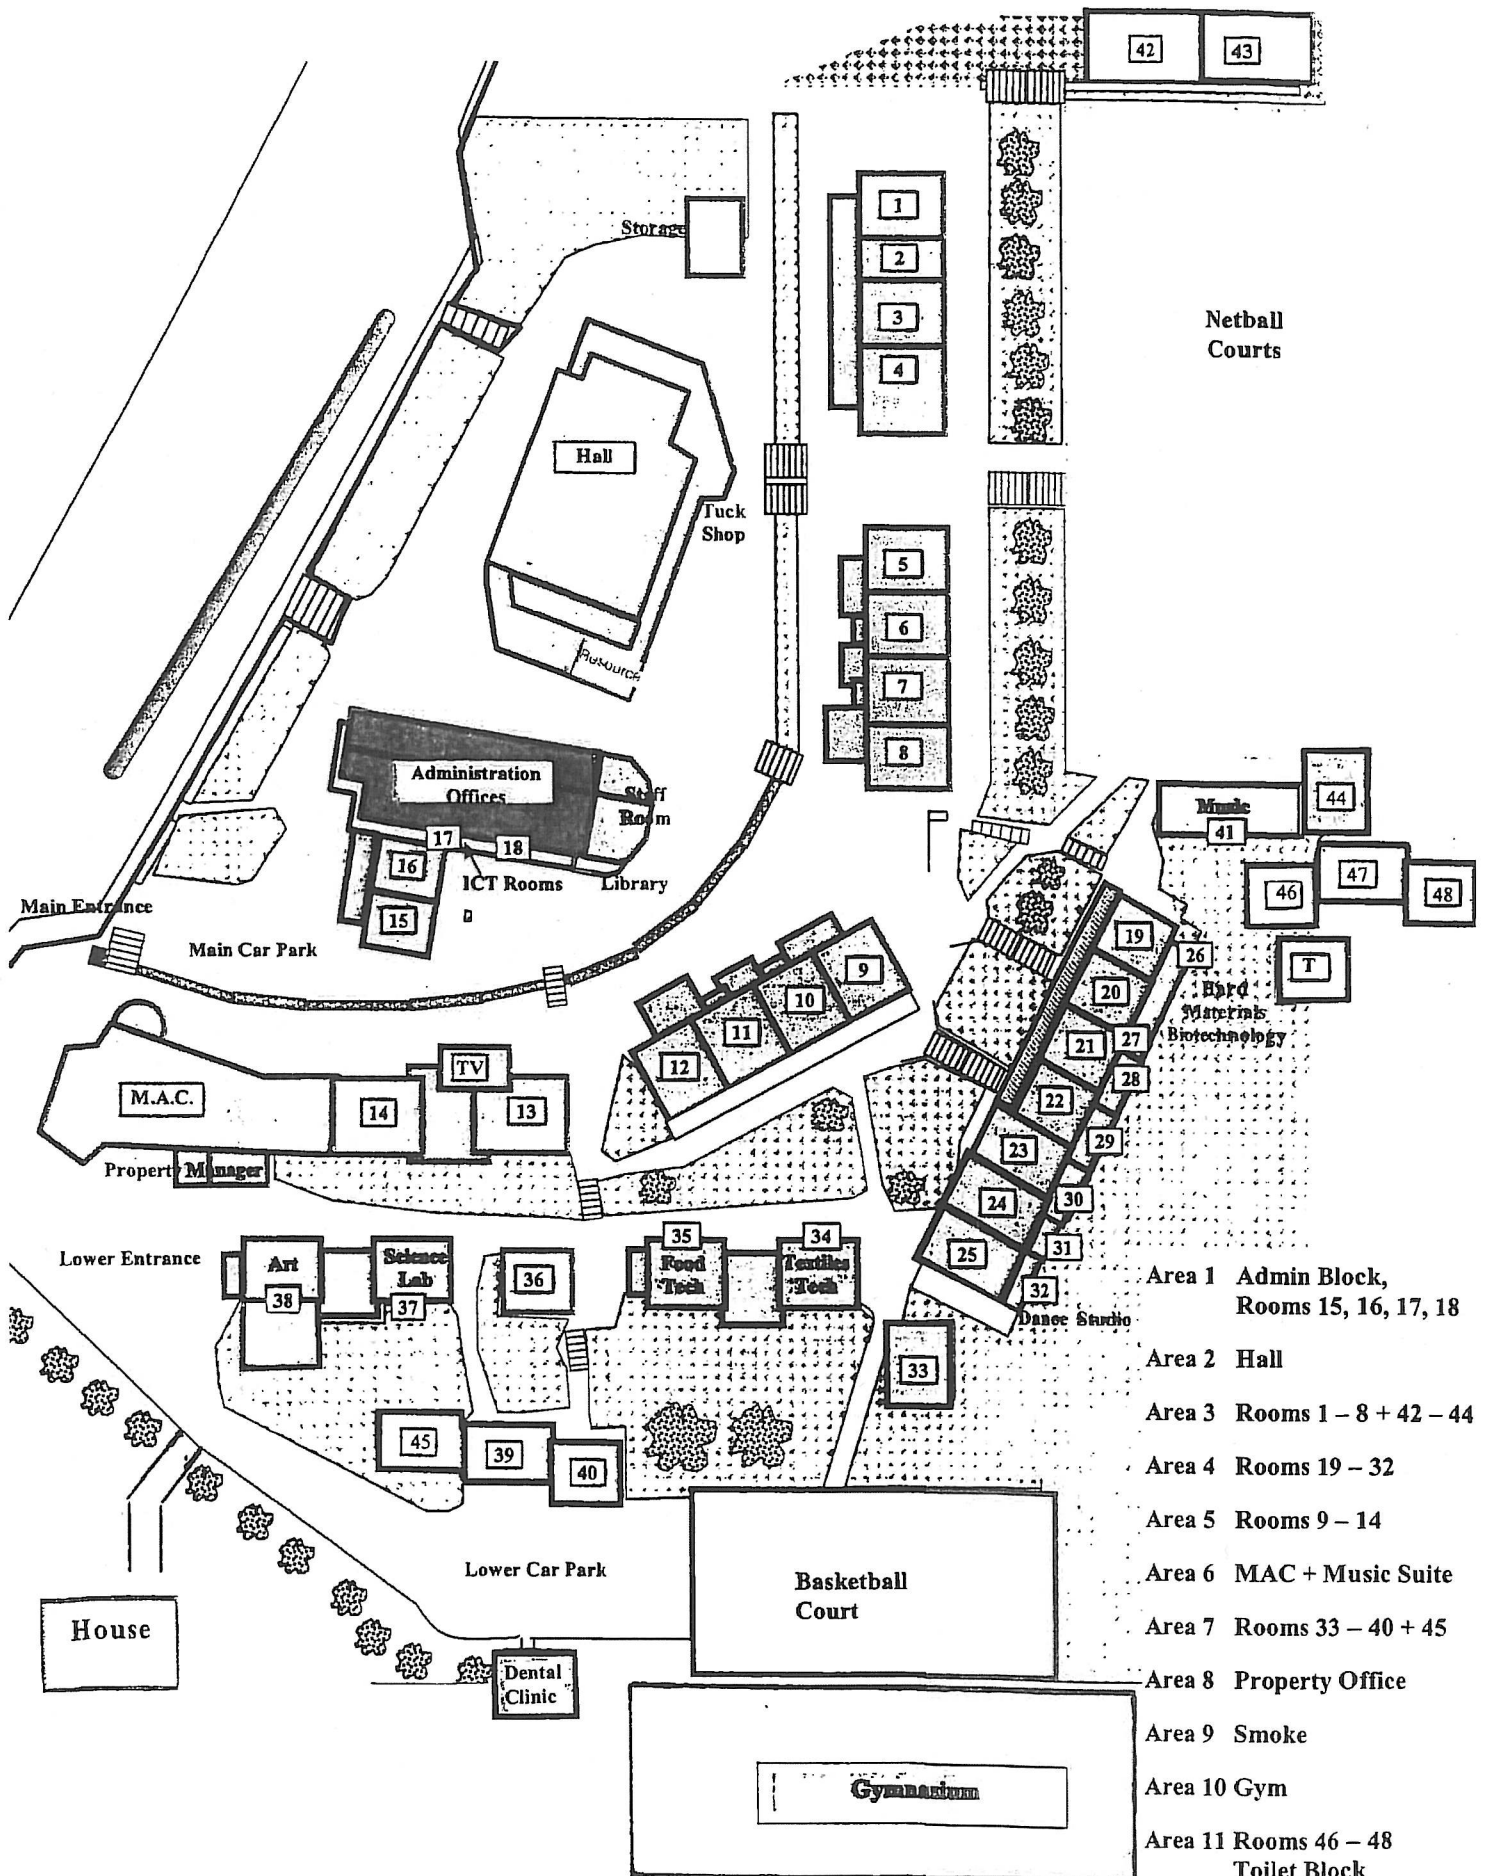 42
43
1
Storage
2
3
Netball
Courts
4
Hall
Tuck
Shop
5
6
Resource
7
8
Administration
Offices
Staff
Room
Music
44
41
17
18
16
ICT Rooms
Library
47
46
48
15
Main Entrance
Main Car Park
19
26
T
9
10
20
Hard
Materials
Biotechnology
11
21
27
12
28
TV
M.A.C.
14
13
22
23
29
Property Manager
24
30
35
34
31
25
Lower Entrance
Art
Science
Lab
Food
Tech
Textiles
Tech
36
38
37
32
Dance Studio
33
45
39
40
Lower Car Park
Basketball
Court
House
Dental
Clinic
Gymnasium
Area 1 Admin Block,
Rooms 15, 16, 17, 18
Area 2 Hall
Area 3 Rooms 1 – 8 + 42 – 44
Area 4 Rooms 19 – 32
Area 5 Rooms 9 – 14
Area 6 MAC + Music Suite
Area 7 Rooms 33 – 40 + 45
Area 8 Property Office
Area 9 Smoke
Area 10 Gym
Area 11 Rooms 46 – 48
Toilet Block